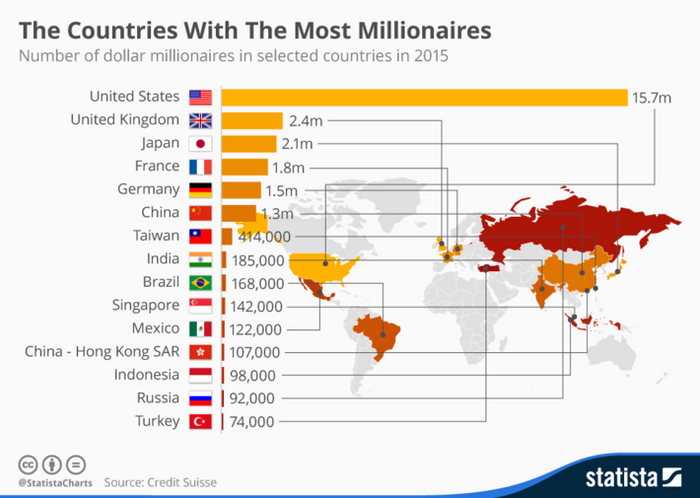 The Countries With The Most Millionaires
Number of dollar millionaires in selected countries in 2015
United States 15.7m
United Kingdom 2.4m
Japan 2.1m
France 1.8m
Germany 1.5m
China 1.3m
Taiwan 414,000
India 185,000
Brazil 168,000
Singapore 142,000
Mexico 122,000
China - Hong Kong SAR 107,000
Indonesia 98,000
Russia 92,000
Turkey 74,000
@StatistaCharts Source: Credit Suisse
statista